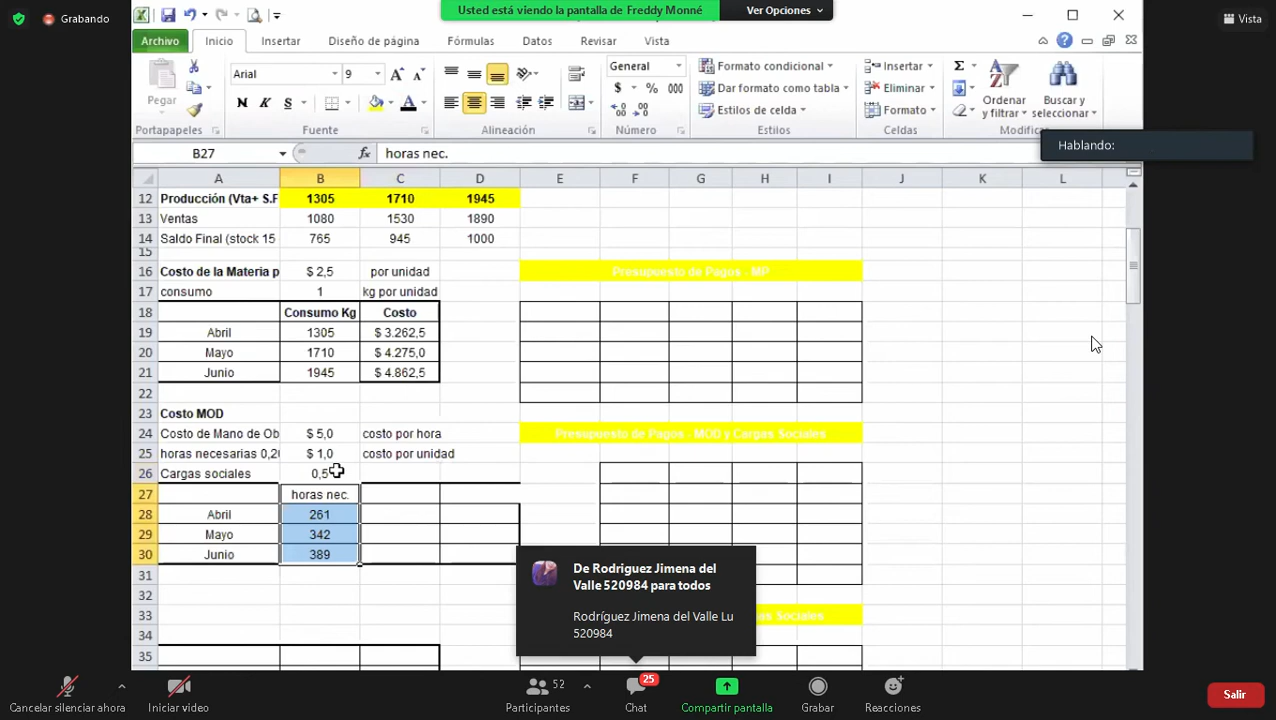 Grabando
Usted está viendo la pantalla de Freddy Monné
Ver Opciones
Vista
Archivo Inicio Insertar Diseño de página Fórmulas Datos Revisar Vista
Pegar
Arial 9
N K S
General
$ % 000
Formato condicional
Dar formato como tabla
Estilos de celda
Insertar
Eliminar
Formato
Ordenar y filtrar
Buscar y seleccionar
Portapapeles Fuente Alineación Número Estilos Celdas Modificar
Hablando:
B27 fx horas nec.
A B C D E F G H I J K L
12 Producción (Vta+ S.F 1305 1710 1945
13 Ventas 1080 1530 1890
14 Saldo Final (stock 15 765 945 1000
15
16 Costo de la Materia p $ 2,5 por unidad Presupuesto de Pagos - MP
17 consumo 1 kg por unidad
18 Consumo Kg Costo
19 Abril 1305 $ 3.262,5
20 Mayo 1710 $ 4.275,0
21 Junio 1945 $ 4.862,5
22
23 Costo MOD
24 Costo de Mano de Ob $ 5,0 costo por hora Presupuesto de Pagos - MOD y Cargas Sociales
25 horas necesarias 0,20 $ 1,0 costo por unidad
26 Cargas sociales 0,5
27 horas nec.
28 Abril 261
29 Mayo 342
30 Junio 389
31
32
33 Sociales
34
35
De Rodriguez Jimena del
Valle 520984 para todos
Rodríguez Jimena del Valle Lu
520984
Cancelar silenciar ahora
Iniciar video
52
Participantes
25
Chat
Compartir pantalla
Grabar
Reacciones
Salir